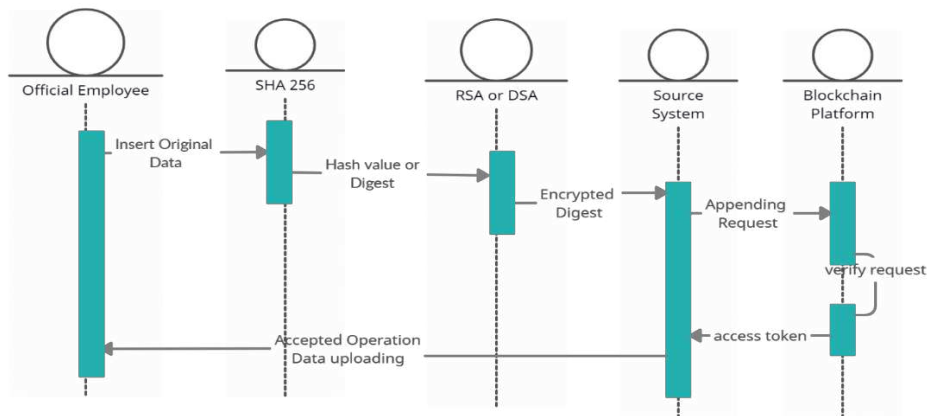 Official Employee
SHA 256
RSA or DSA
Source
System
Blockchain
Platform
Insert Original
Data
Hash value or
Digest
Encrypted
Digest
Appending
Request
verify request
access token
Accepted Operation
Data uploading